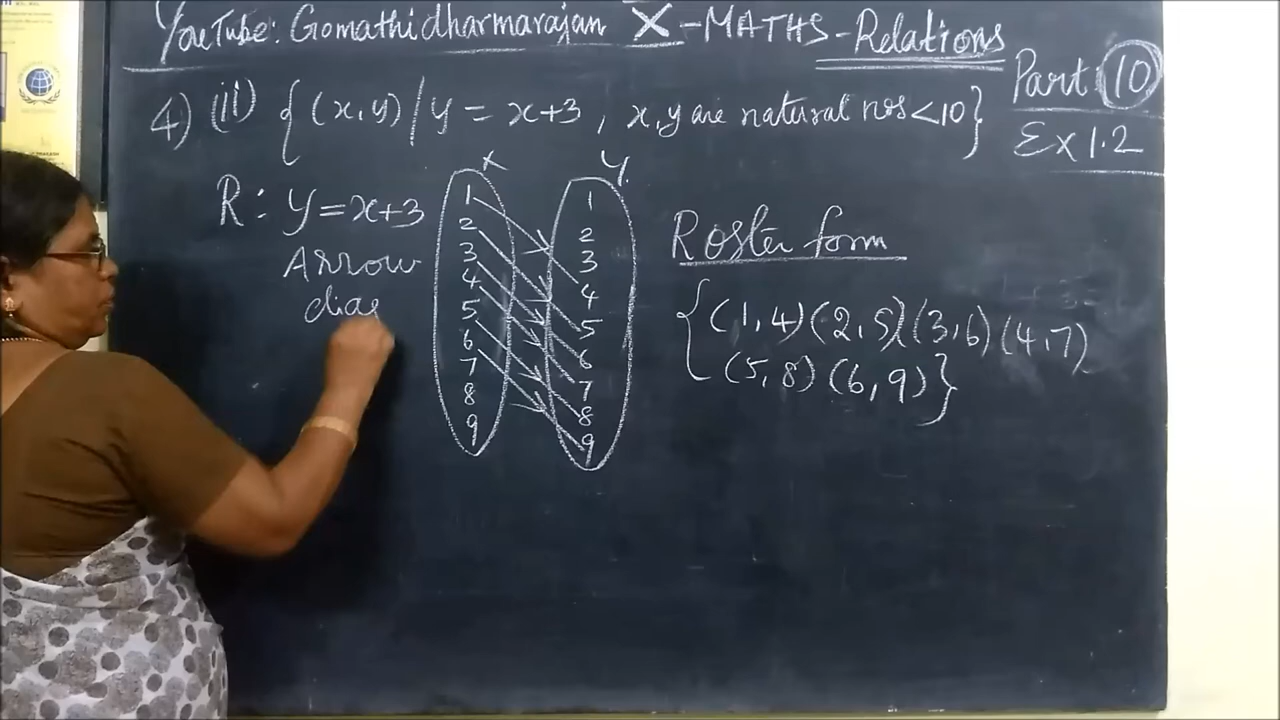 YouTube: Gomathidharmarajan X - MATHS - Relations
Part (10)
4) (ii) { (x,y) / y = x+3 , x,y are natural nos < 10 }
Ex 1.2
X Y
R: y = x+3
Arrow
diag
1
2
3
4
5
6
7
8
9
1
2
3
4
5
6
7
8
9
Roster form
{ (1,4) (2,5) (3,6) (4,7)
(5,8) (6,9) }